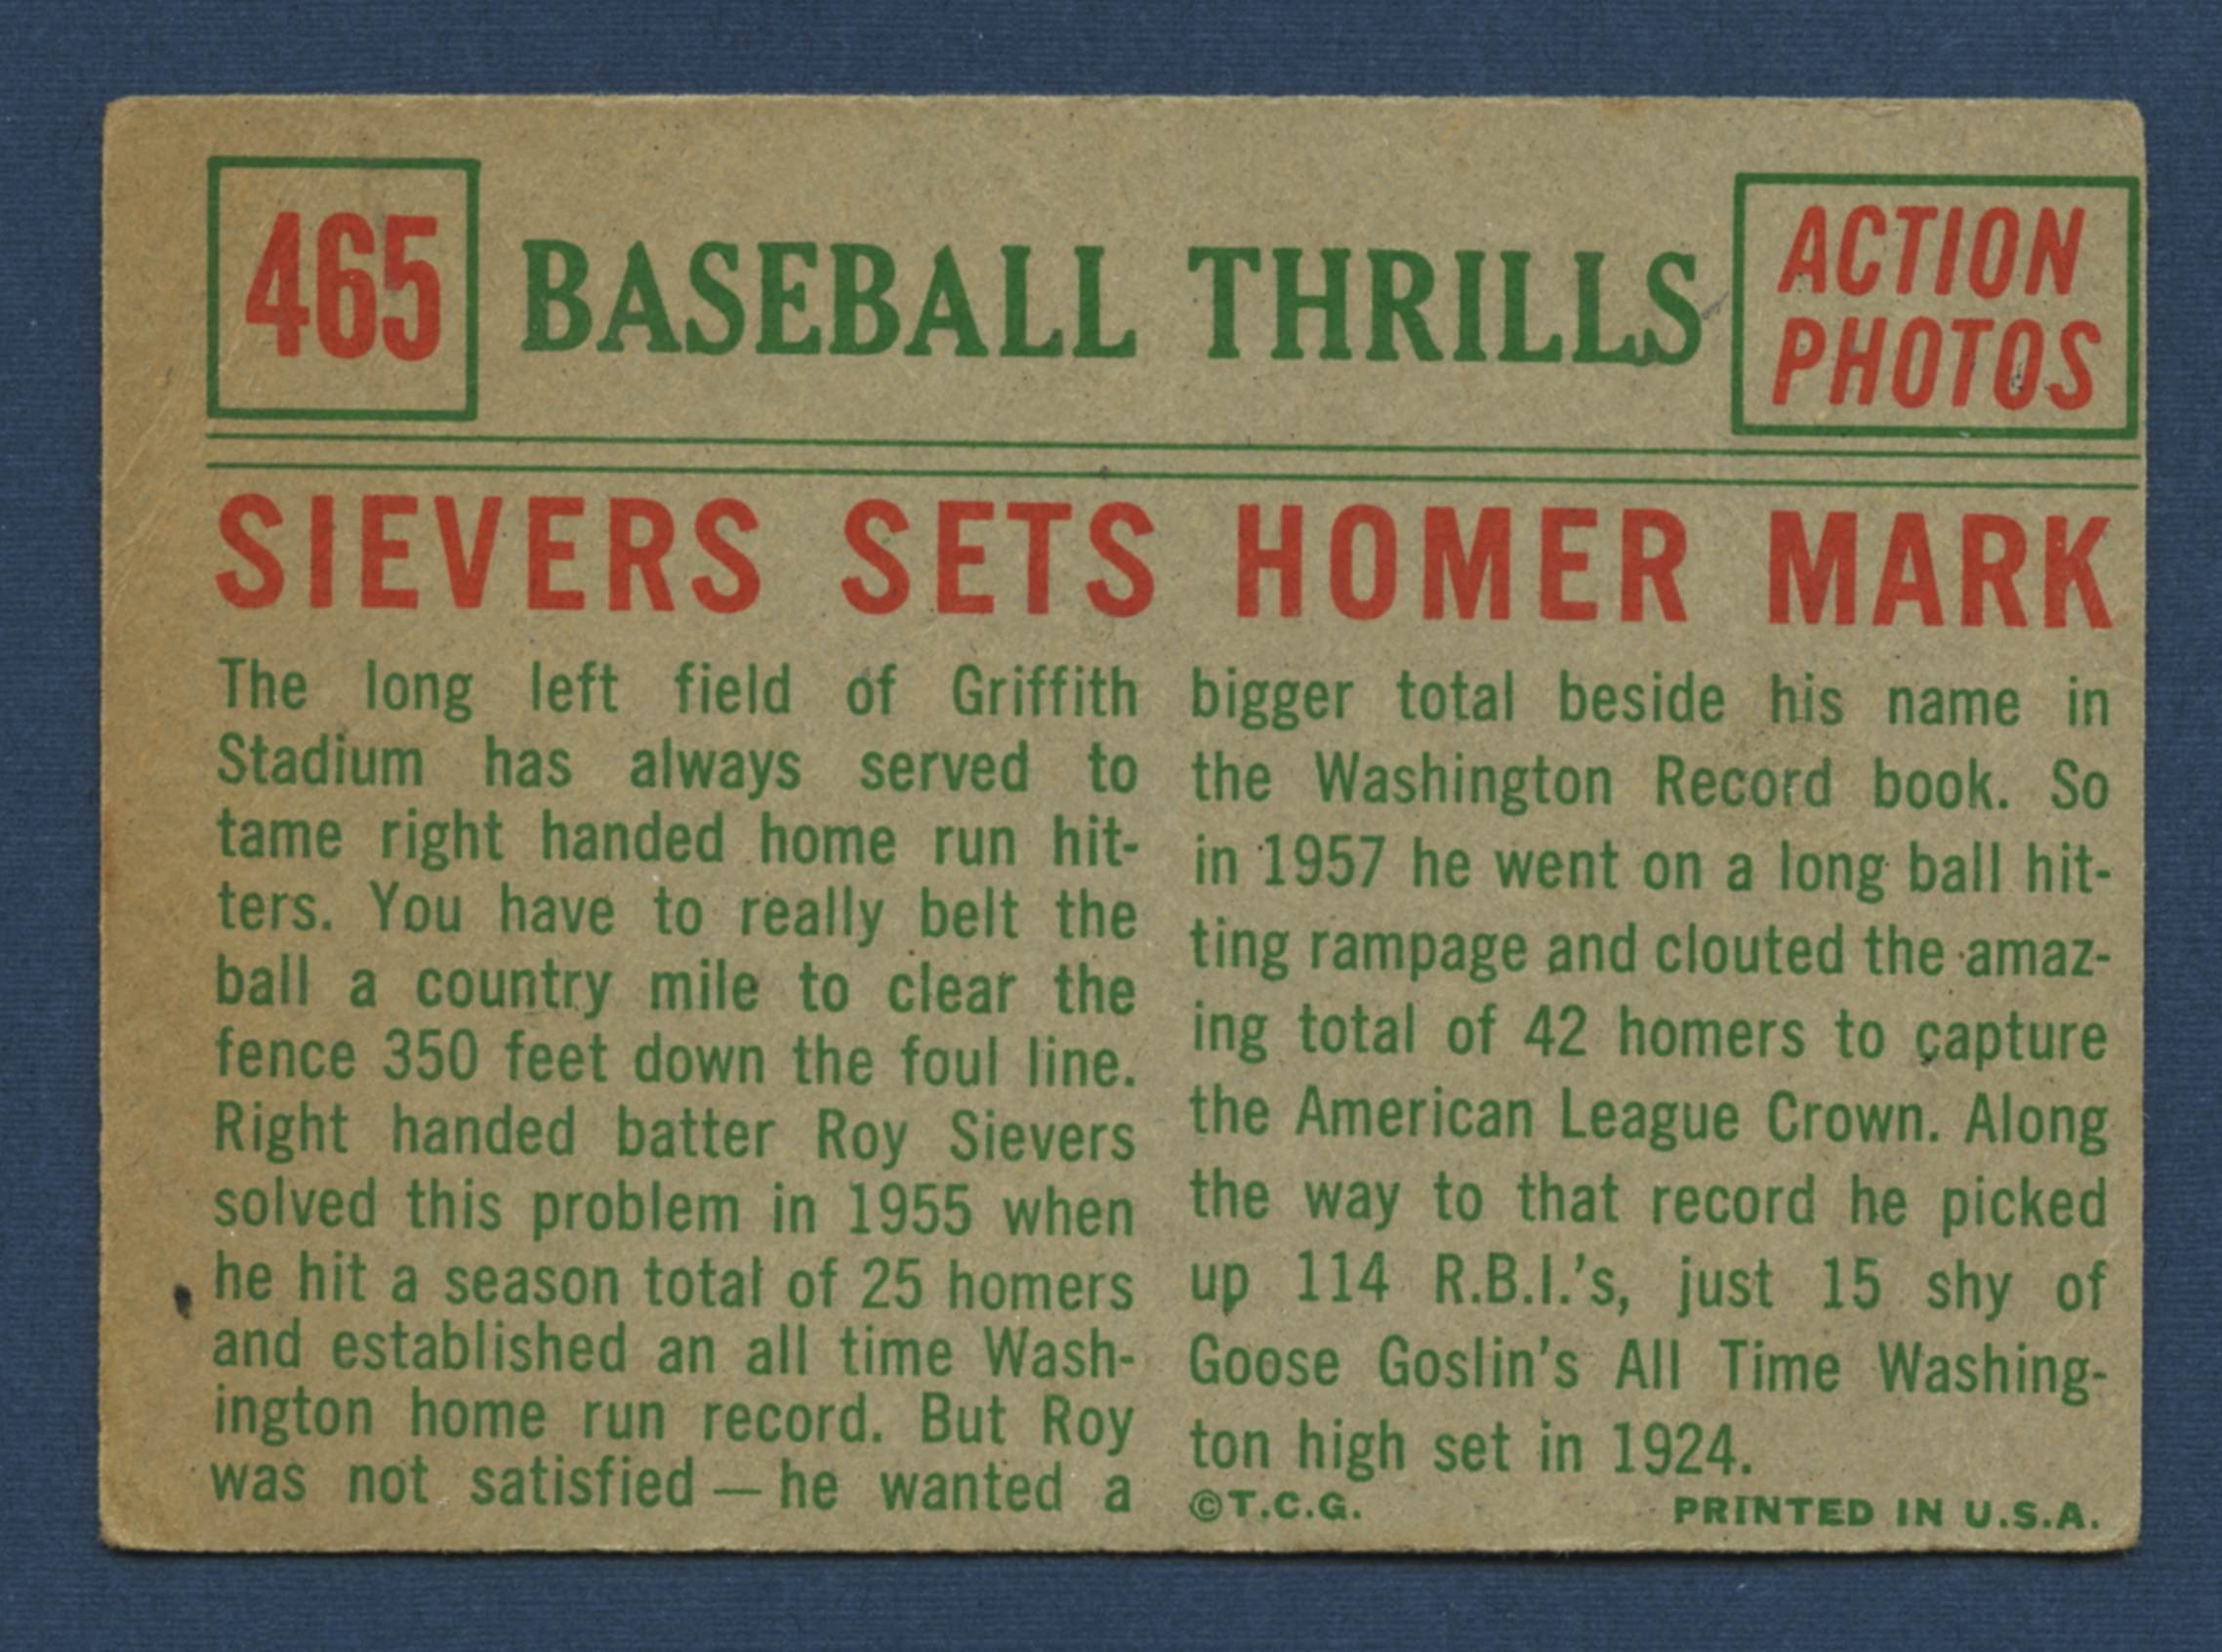 465
BASEBALL THRILLS
ACTION
PHOTOS
SIEVERS SETS HOMER MARK
The long left field of Griffith
Stadium has always served to
tame right handed home run hit-
ters. You have to really belt the
ball a country mile to clear the
fence 350 feet down the foul line.
Right handed batter Roy Sievers
solved this problem in 1955 when
he hit a season total of 25 homers
and established an all time Wash-
ington home run record. But Roy
was not satisfied — he wanted a
bigger total beside his name in
the Washington Record book. So
in 1957 he went on a long ball hit-
ting rampage and clouted the amaz-
ing total of 42 homers to capture
the American League Crown. Along
the way to that record he picked
up 114 R.B.I.'s, just 15 shy of
Goose Goslin's All Time Washing-
ton high set in 1924.
©T.C.G.
PRINTED IN U.S.A.